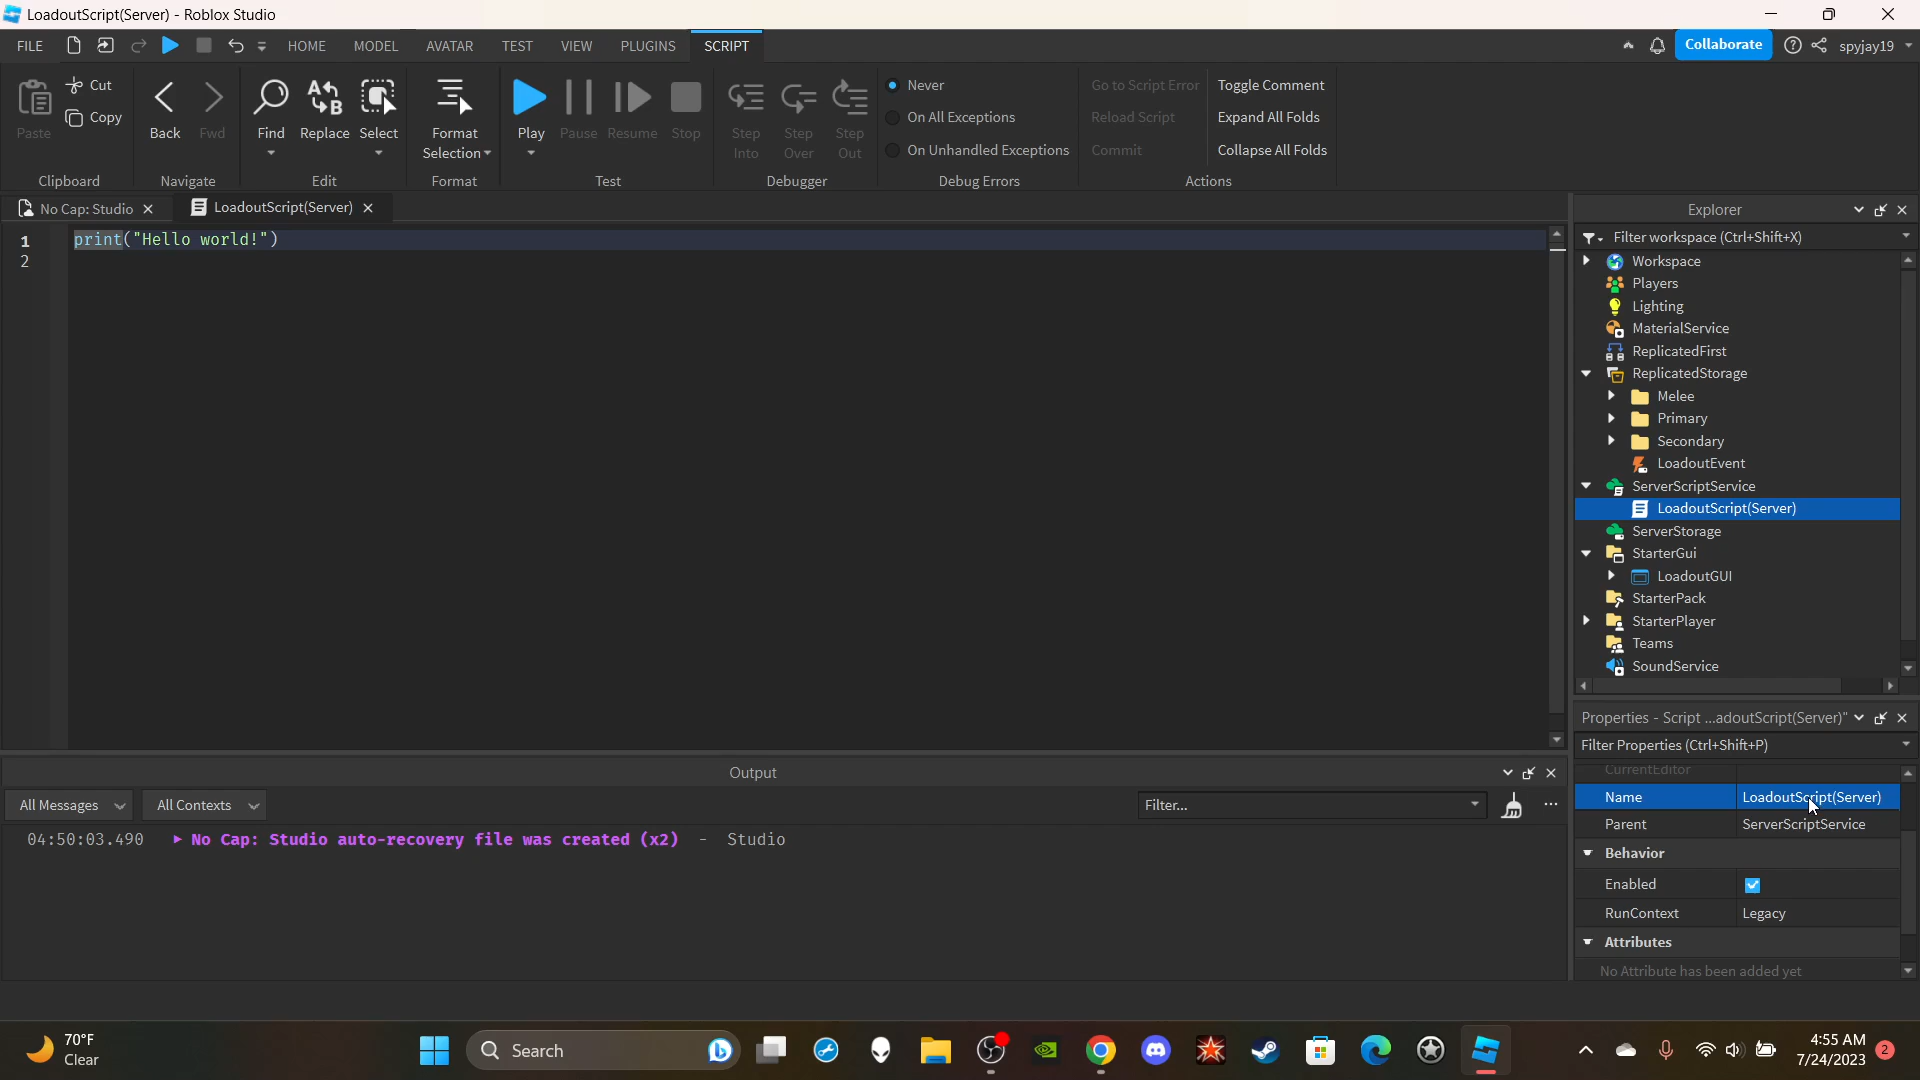 LoadoutScript(Server) - Roblox Studio
FILE HOME MODEL AVATAR TEST VIEW PLUGINS SCRIPT Collaborate spyjay19
Paste Cut Copy
Clipboard
Back Fwd
Navigate
Find Replace Select
Edit
Format Selection
Format
Play Pause Resume Stop
Test
Step Into Step Over Step Out
Debugger
Never
On All Exceptions
On Unhandled Exceptions
Debug Errors
Go to Script Error
Reload Script
Commit
Toggle Comment
Expand All Folds
Collapse All Folds
Actions
No Cap: Studio LoadoutScript(Server)
1 print("Hello world!")
2
Explorer
Filter workspace (Ctrl+Shift+X)
Workspace
Players
Lighting
MaterialService
ReplicatedFirst
ReplicatedStorage
Melee
Primary
Secondary
LoadoutEvent
ServerScriptService
LoadoutScript(Server)
ServerStorage
StarterGui
LoadoutGUI
StarterPack
StarterPlayer
Teams
SoundService
Properties - Script ...adoutScript(Server)"
Filter Properties (Ctrl+Shift+P)
CurrentEditor
Name LoadoutScript(Server)
Parent ServerScriptService
Behavior
Enabled
RunContext Legacy
Attributes
No Attribute has been added yet
Output
All Messages All Contexts Filter...
04:50:03.490 No Cap: Studio auto-recovery file was created (x2) - Studio
70°F
Clear
Search
4:55 AM
7/24/2023
2